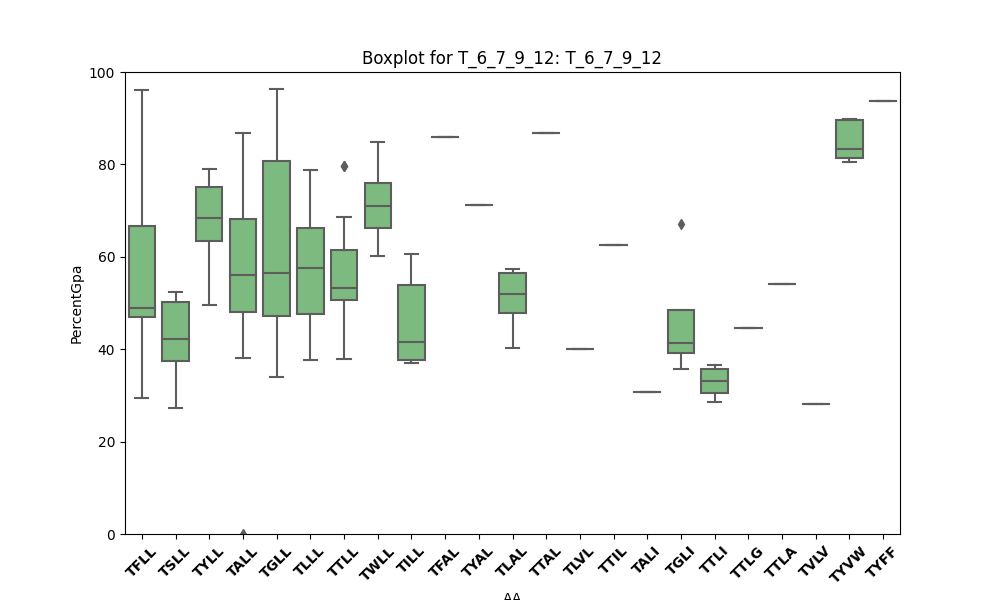 Boxplot for T_6_7_9_12: T_6_7_9_12
100
80
60
40
20
0
PercentGpa
TFLL
TSLL
TYLL
TALL
TGLL
TLLL
TTLL
TWLL
TILL
TFAL
TYAL
TLAL
TTAL
TLVL
TTIL
TALI
TGLI
TTLI
TTLG
TTLA
TVLV
TYVW
TYFF
AA